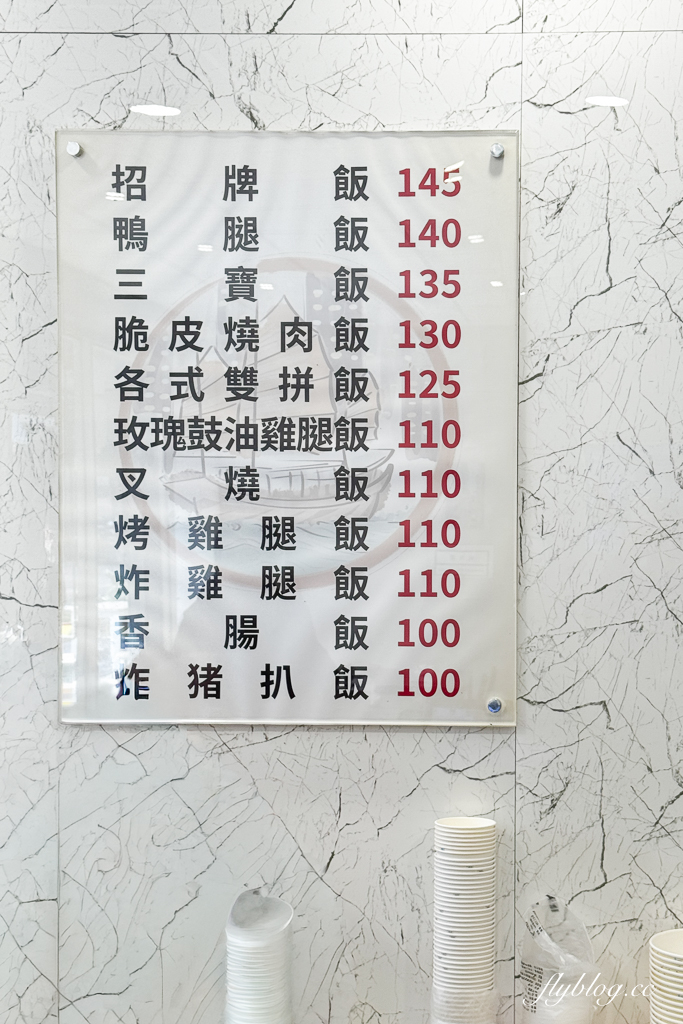 招牌飯 145
鴨腿飯 140
三寶飯 135
脆皮燒肉飯 130
各式雙拼飯 125
玫瑰鼓油雞腿飯 110
叉燒飯 110
烤雞腿飯 110
炸雞腿飯 110
香腸飯 100
炸豬扒飯 100
flyblog.cc